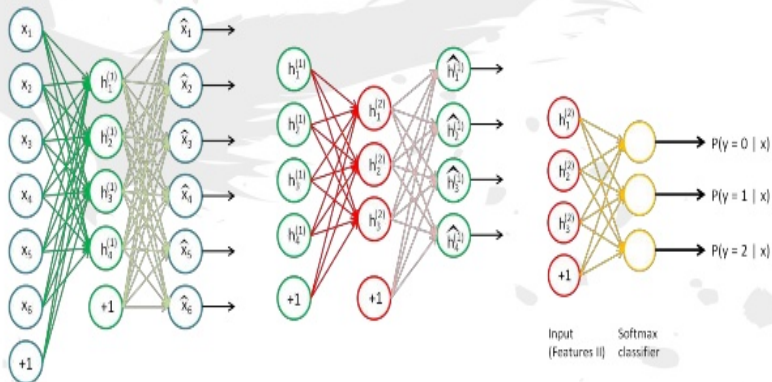 x₁
x₂
x₃
x₄
x₅
x₆
+1
h₁⁽¹⁾
h₂⁽¹⁾
h₃⁽¹⁾
h₄⁽¹⁾
+1
x̂₁
x̂₂
x̂₃
x̂₄
x̂₅
x̂₆
h₁⁽¹⁾
h₂⁽¹⁾
h₃⁽¹⁾
h₄⁽¹⁾
+1
h₁⁽²⁾
h₂⁽²⁾
h₃⁽²⁾
+1
ĥ₁⁽¹⁾
ĥ₂⁽¹⁾
ĥ₃⁽¹⁾
ĥ₄⁽¹⁾
h₁⁽²⁾
h₂⁽²⁾
h₃⁽²⁾
+1
P(y = 0 | x)
P(y = 1 | x)
P(y = 2 | x)
Input
(Features II)
Softmax
classifier